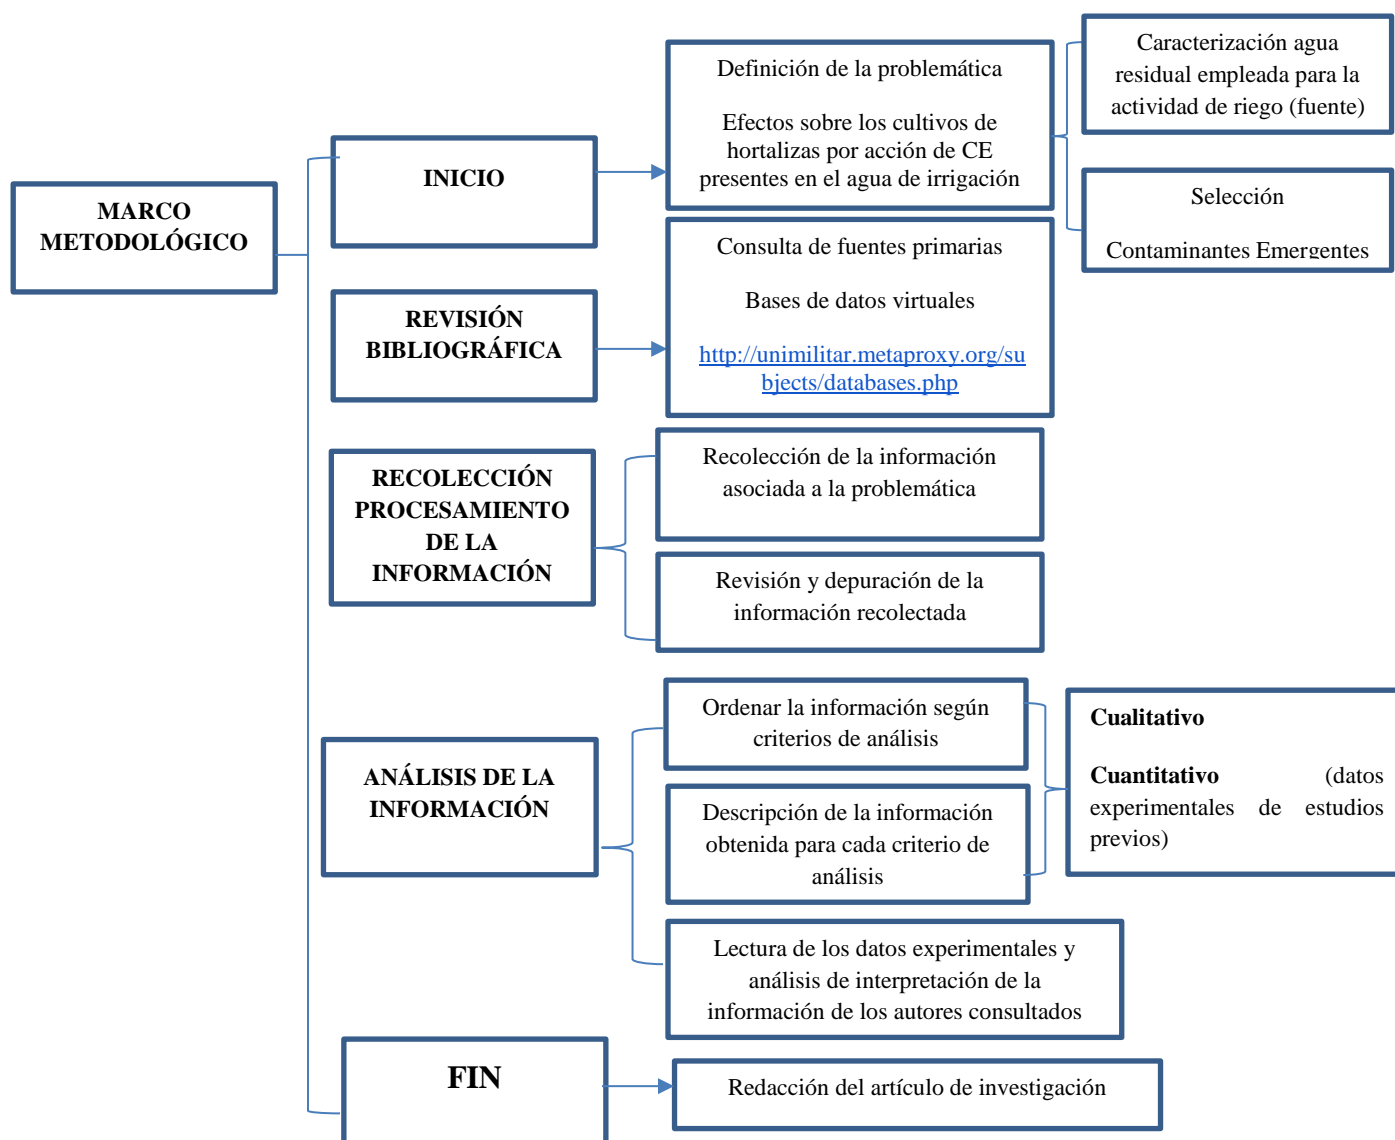 MARCO
METODOLÓGICO
INICIO
Definición de la problemática
Efectos sobre los cultivos de
hortalizas por acción de CE
presentes en el agua de irrigación
Caracterización agua
residual empleada para la
actividad de riego (fuente)
Selección
Contaminantes Emergentes
REVISIÓN
BIBLIOGRÁFICA
Consulta de fuentes primarias
Bases de datos virtuales
http://unimilitar.metaproxy.org/su
bjects/databases.php
RECOLECCIÓN
PROCESAMIENTO
DE LA
INFORMACIÓN
Recolección de la información
asociada a la problemática
Revisión y depuración de la
información recolectada
ANÁLISIS DE LA
INFORMACIÓN
Ordenar la información según
criterios de análisis
Descripción de la información
obtenida para cada criterio de
análisis
Cualitativo
Cuantitativo (datos
experimentales de estudios
previos)
Lectura de los datos experimentales y
análisis de interpretación de la
información de los autores consultados
FIN
Redacción del artículo de investigación